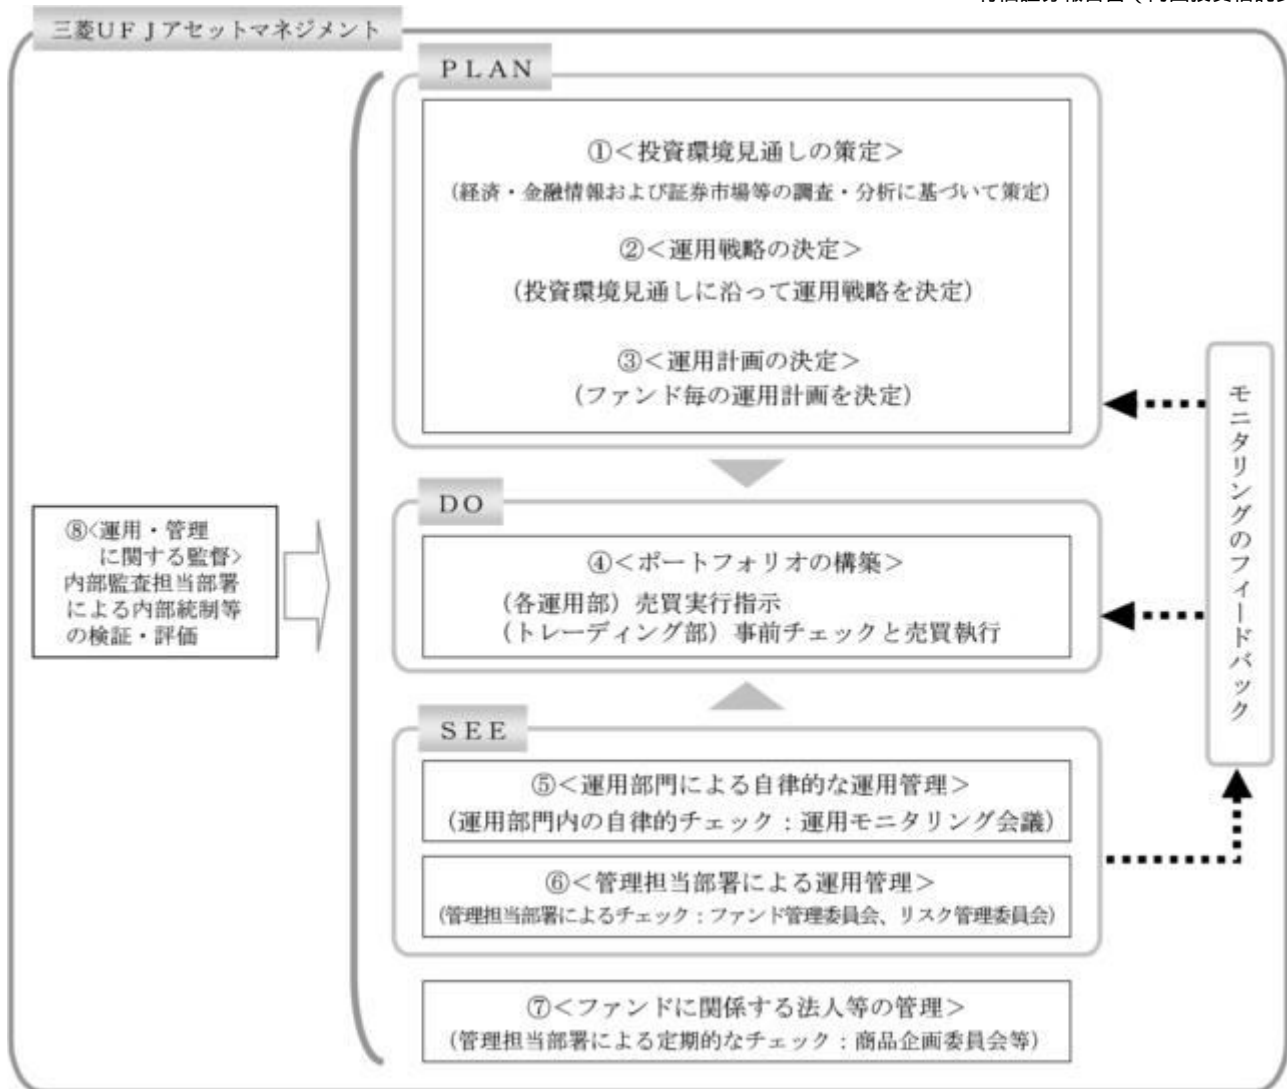 三菱UFJアセットマネジメント
PLAN
①＜投資環境見通しの策定＞
（経済・金融情報および証券市場等の調査・分析に基づいて策定）
②＜運用戦略の決定＞
（投資環境見通しに沿って運用戦略を決定）
③＜運用計画の決定＞
（ファンド毎の運用計画を決定）
モニタリングのフィードバック
DO
④＜ポートフォリオの構築＞
（各運用部）売買実行指示
（トレーディング部）事前チェックと売買執行
⑧＜運用・管理
に関する監督＞
内部監査担当部署
による内部統制等
の検証・評価
SEE
⑤＜運用部門による自律的な運用管理＞
（運用部門内の自律的チェック：運用モニタリング会議）
⑥＜管理担当部署による運用管理＞
（管理担当部署によるチェック：ファンド管理委員会、リスク管理委員会）
⑦＜ファンドに関係する法人等の管理＞
（管理担当部署による定期的なチェック：商品企画委員会等）